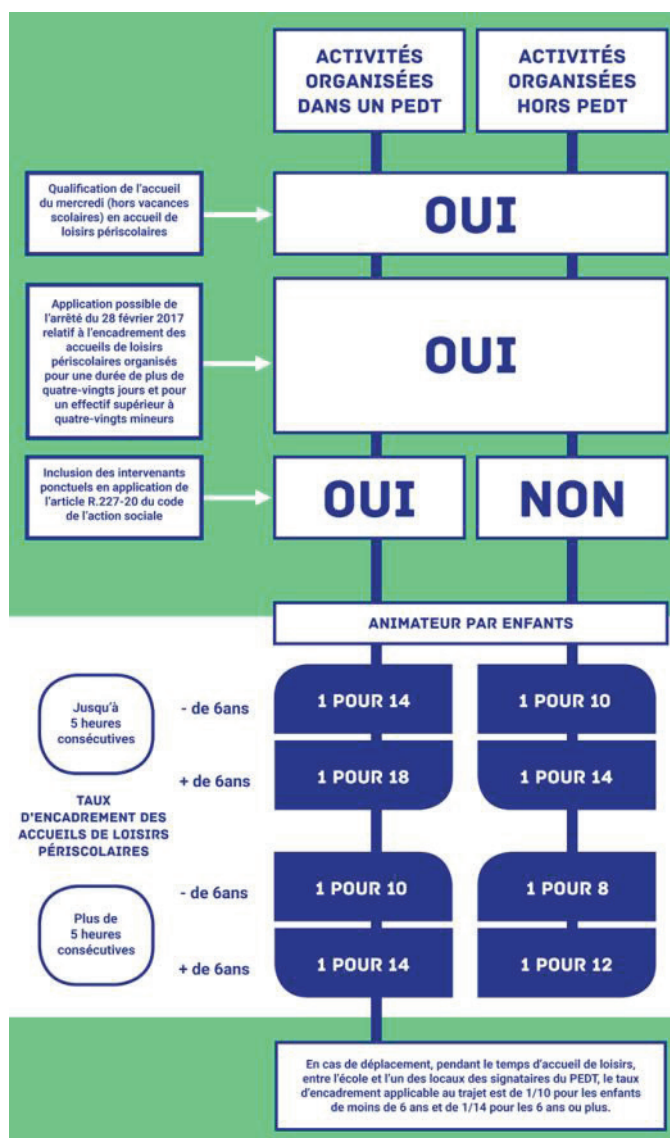 ACTIVITÉS
ORGANISÉES
DANS UN PEDT
ACTIVITÉS
ORGANISÉES
HORS PEDT
Qualification de l'accueil
du mercredi (hors vacances
scolaires) en accueil de
loisirs périscolaires
OUI
Application possible de
l'arrêté du 28 février 2017
relatif à l'encadrement des
accueils de loisirs
périscolaires organisés
pour une durée de plus de
quatre-vingts jours et pour
un effectif supérieur à
quatre-vingts mineurs
OUI
Inclusion des intervenants
ponctuels en application de
l'article R.227-20 du code
de l'action sociale
OUI
NON
ANIMATEUR PAR ENFANTS
Jusqu'à
5 heures
consécutives
- de 6ans
1 POUR 14
1 POUR 10
+ de 6ans
1 POUR 18
1 POUR 14
TAUX
D'ENCADREMENT DES
ACCUEILS DE LOISIRS
PÉRISCOLAIRES
Plus de
5 heures
consécutives
- de 6ans
1 POUR 10
1 POUR 8
+ de 6ans
1 POUR 14
1 POUR 12
En cas de déplacement, pendant le temps d'accueil de loisirs,
entre l'école et l'un des locaux des signataires du PEDT, le taux
d'encadrement applicable au trajet est de 1/10 pour les enfants
de moins de 6 ans et de 1/14 pour les 6 ans ou plus.